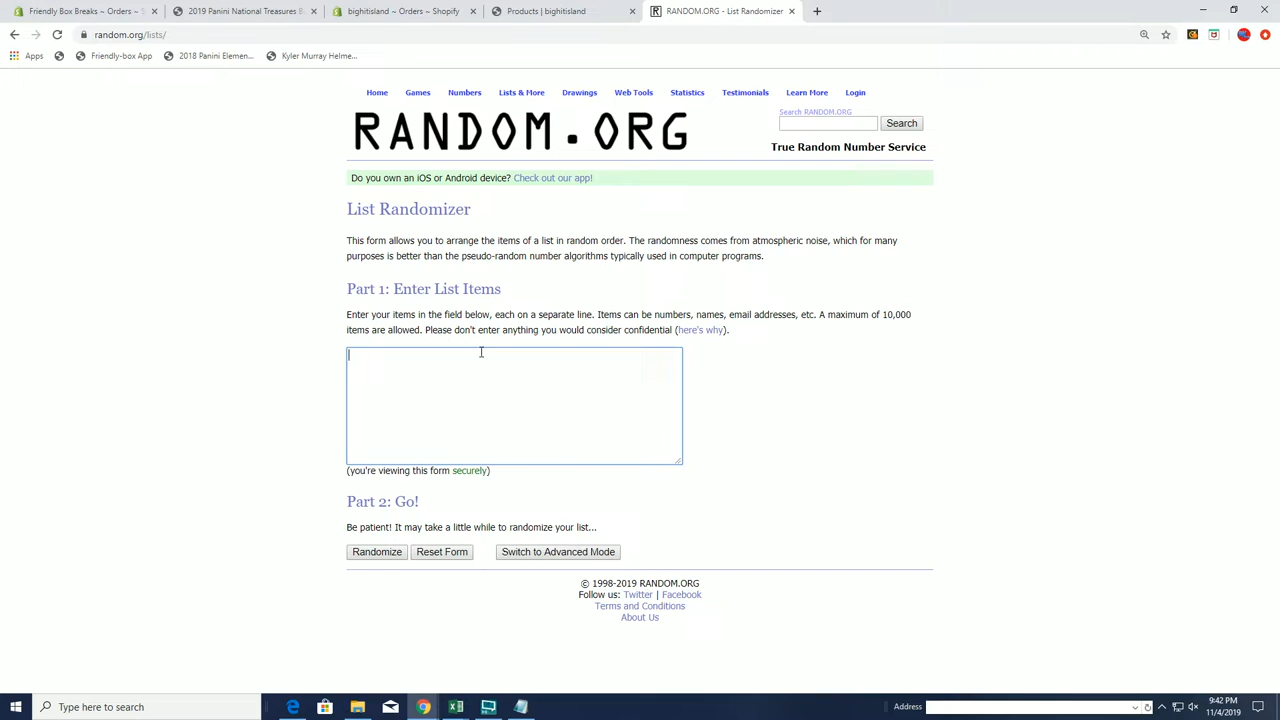 Friendly Box Breaks ~ Orders ~ S
2019 Panini National Treasures B
bighitisland ~ Orders ~ Shopify
Products | bighitisland
RANDOM.ORG - List Randomizer
random.org/lists/
Apps
Friendly-box App
2018 Panini Elemen...
Kyler Murray Helme...
Home
Games
Numbers
Lists & More
Drawings
Web Tools
Statistics
Testimonials
Learn More
Login
RANDOM.ORG
Search RANDOM.ORG
Search
True Random Number Service
Do you own an iOS or Android device? Check out our app!
List Randomizer
This form allows you to arrange the items of a list in random order. The randomness comes from atmospheric noise, which for many
purposes is better than the pseudo-random number algorithms typically used in computer programs.
Part 1: Enter List Items
Enter your items in the field below, each on a separate line. Items can be numbers, names, email addresses, etc. A maximum of 10,000
items are allowed. Please don't enter anything you would consider confidential (here's why).
(you're viewing this form securely)
Part 2: Go!
Be patient! It may take a little while to randomize your list...
Randomize
Reset Form
Switch to Advanced Mode
© 1998-2019 RANDOM.ORG
Follow us: Twitter | Facebook
Terms and Conditions
About Us
Type here to search
Address
9:42 PM
11/4/2019